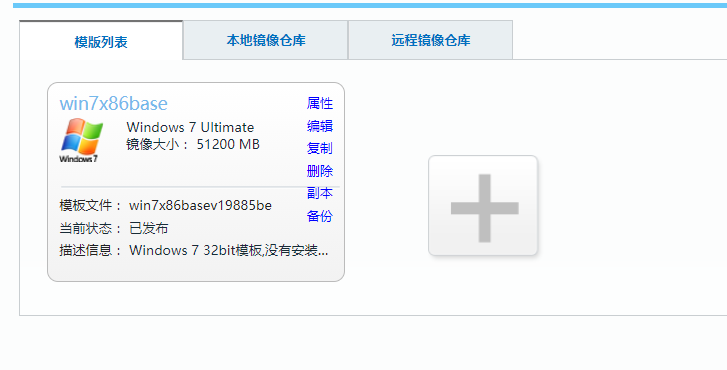 模版列表
本地镜像仓库
远程镜像仓库
win7x86base
Windows 7
Windows 7 Ultimate
镜像大小： 51200 MB
属性
编辑
复制
删除
副本
备份
模板文件： win7x86basev19885be
当前状态： 已发布
描述信息： Windows 7 32bit模板,没有安装...